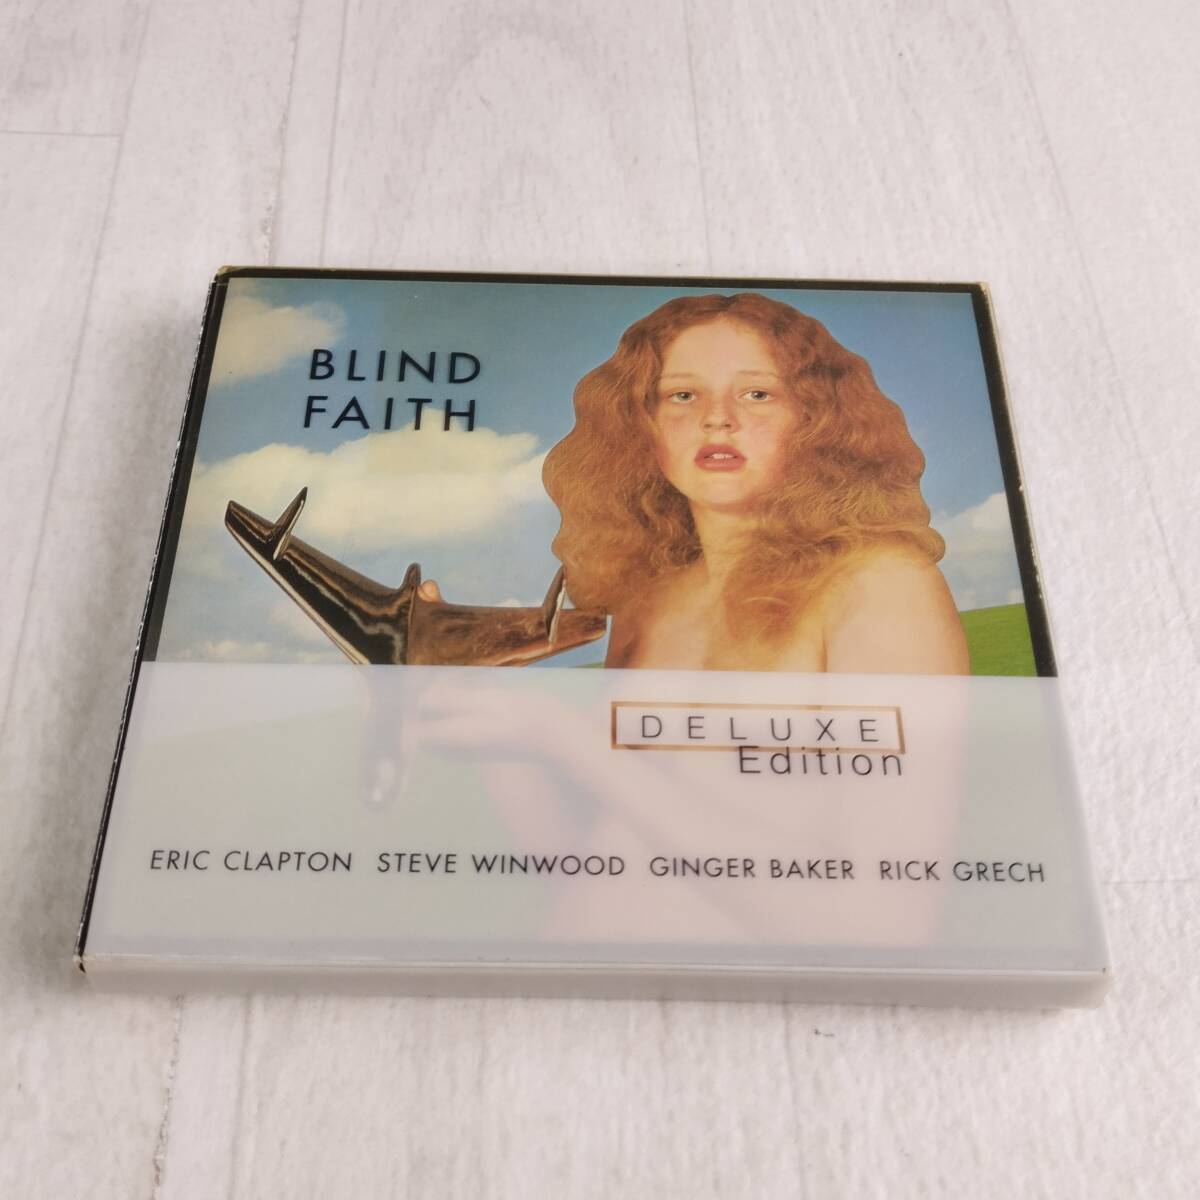 BLIND
FAITH
DELUXE
Edition
ERIC CLAPTON STEVE WINWOOD GINGER BAKER RICK GRECH